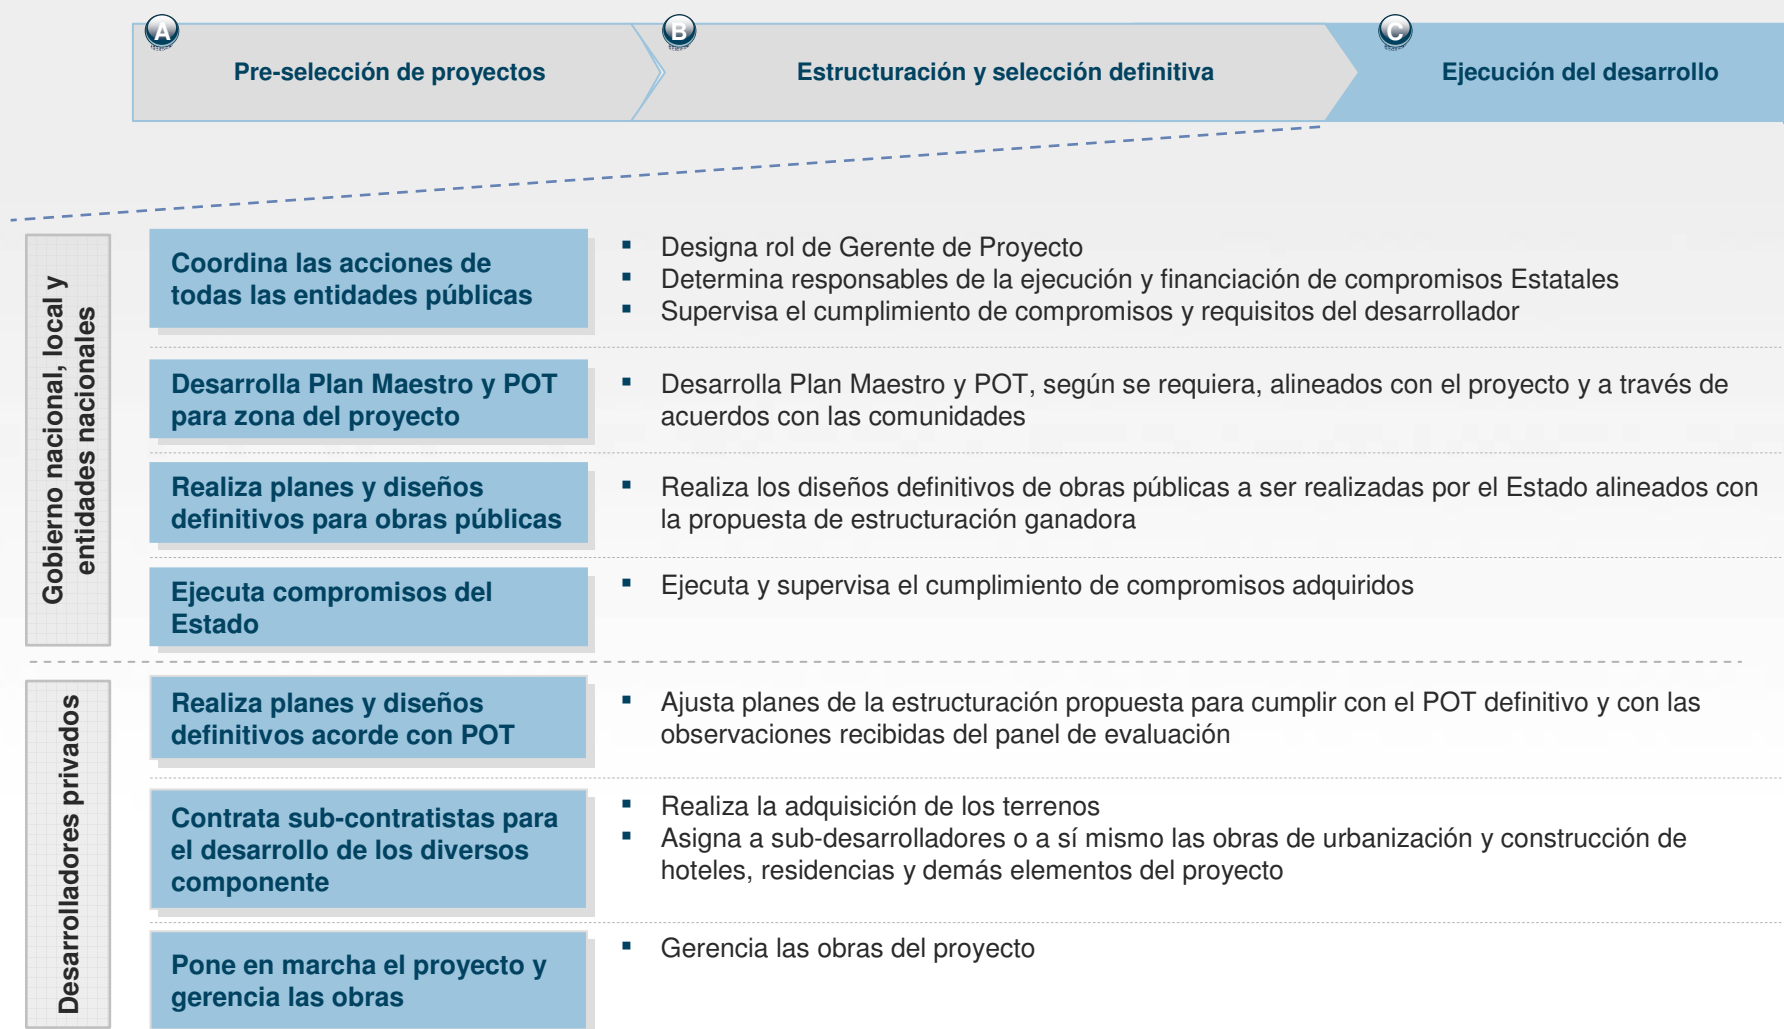 A
Pre-selección de proyectos
B
Estructuración y selección definitiva
C
Ejecución del desarrollo
Gobierno nacional, local y
entidades nacionales
Coordina las acciones de
todas las entidades públicas
▪ Designa rol de Gerente de Proyecto
▪ Determina responsables de la ejecución y financiación de compromisos Estatales
▪ Supervisa el cumplimiento de compromisos y requisitos del desarrollador
Desarrolla Plan Maestro y POT
para zona del proyecto
▪ Desarrolla Plan Maestro y POT, según se requiera, alineados con el proyecto y a través de
acuerdos con las comunidades
Realiza planes y diseños
definitivos para obras públicas
▪ Realiza los diseños definitivos de obras públicas a ser realizadas por el Estado alineados con
la propuesta de estructuración ganadora
Ejecuta compromisos del
Estado
▪ Ejecuta y supervisa el cumplimiento de compromisos adquiridos
Desarrolladores privados
Realiza planes y diseños
definitivos acorde con POT
▪ Ajusta planes de la estructuración propuesta para cumplir con el POT definitivo y con las
observaciones recibidas del panel de evaluación
Contrata sub-contratistas para
el desarrollo de los diversos
componente
▪ Realiza la adquisición de los terrenos
▪ Asigna a sub-desarrolladores o a sí mismo las obras de urbanización y construcción de
hoteles, residencias y demás elementos del proyecto
Pone en marcha el proyecto y
gerencia las obras
▪ Gerencia las obras del proyecto